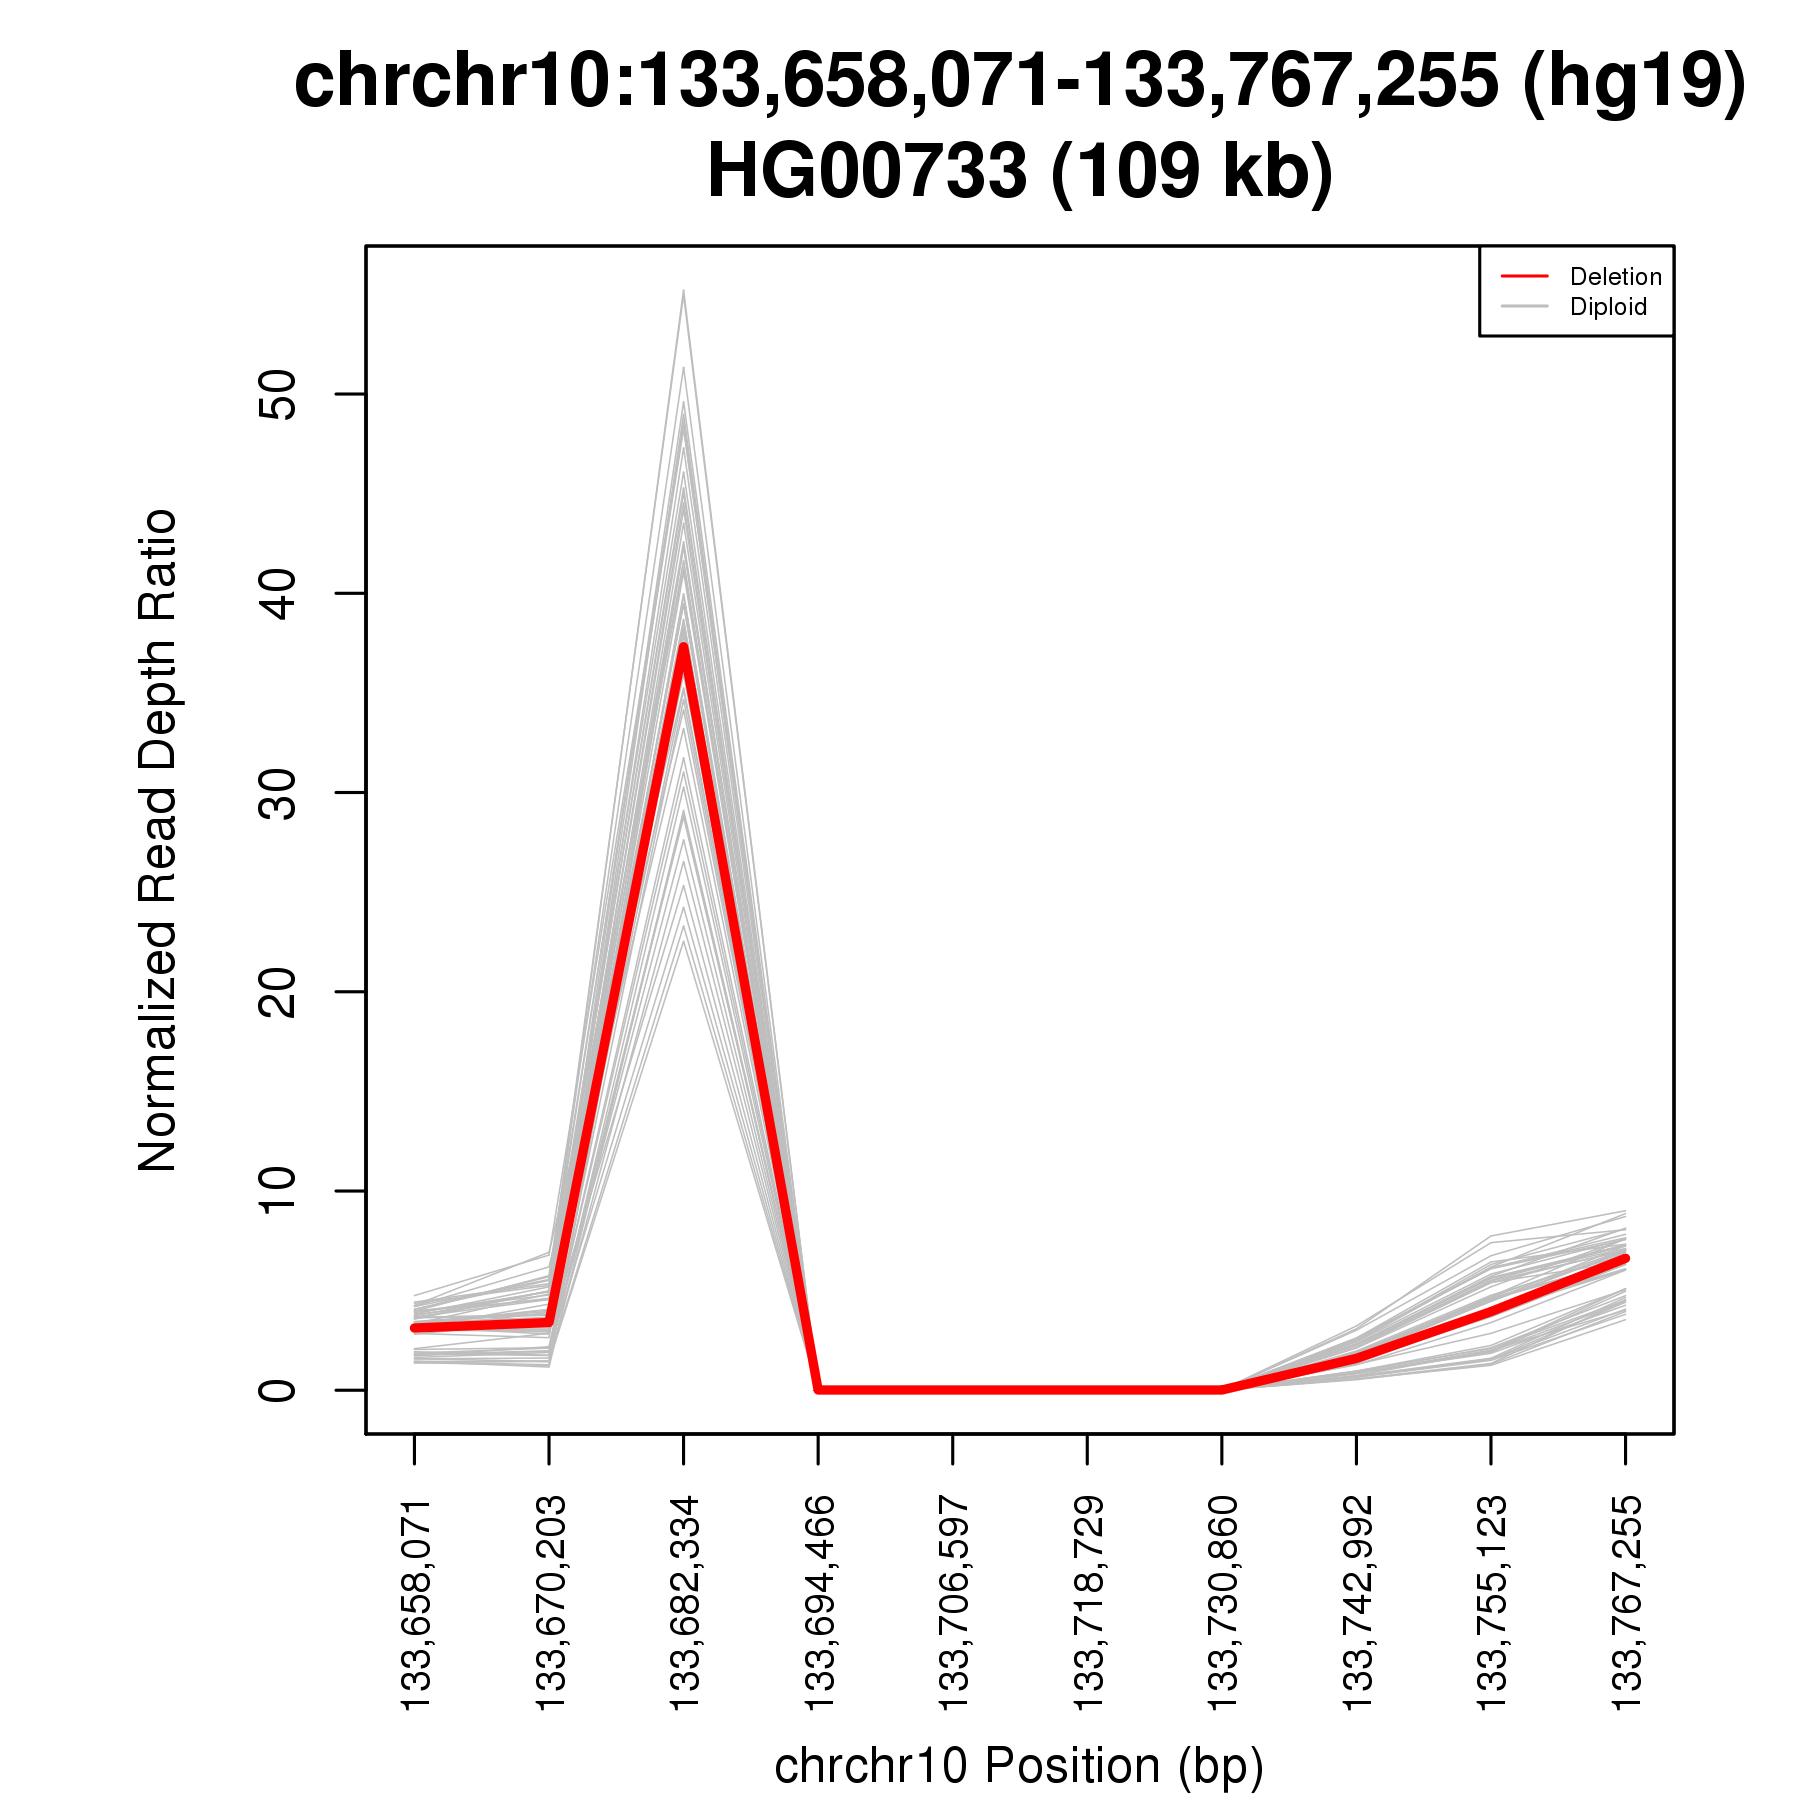 chrchr10:133,658,071-133,767,255 (hg19)
HG00733 (109 kb)
Deletion
Diploid
Normalized Read Depth Ratio
50
40
30
20
10
0
133,658,071
133,670,203
133,682,334
133,694,466
133,706,597
133,718,729
133,730,860
133,742,992
133,755,123
133,767,255
chrchr10 Position (bp)